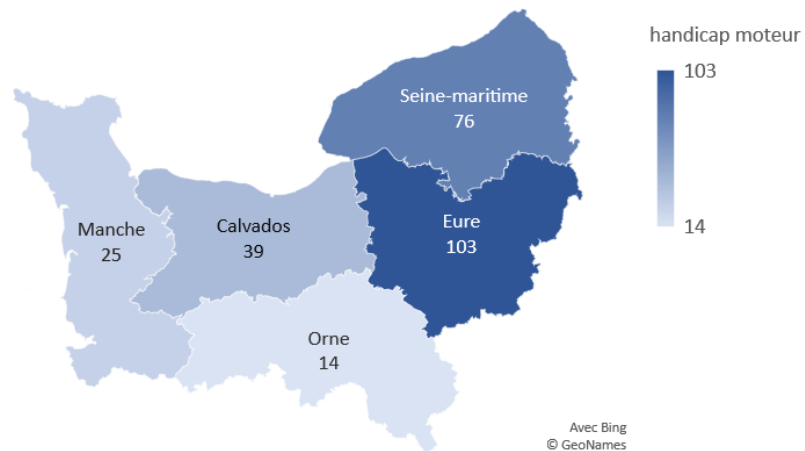 handicap moteur
103
14
Seine-maritime
76
Manche
25
Calvados
39
Eure
103
Orne
14
Avec Bing
© GeoNames